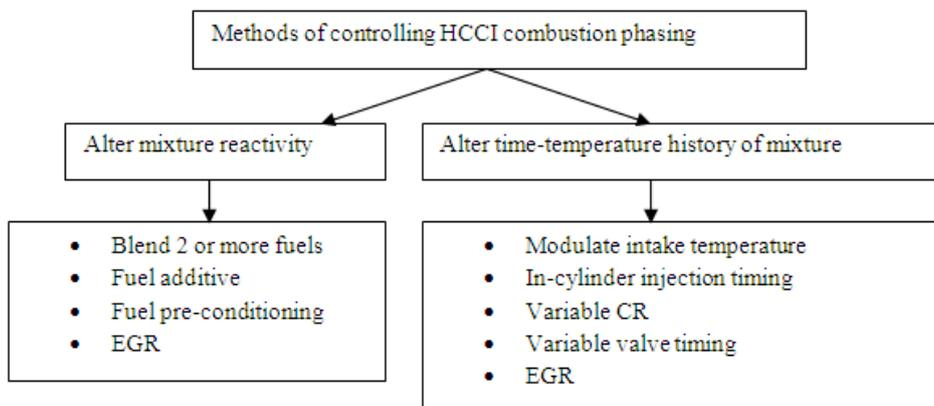 Methods of controlling HCCI combustion phasing
Alter mixture reactivity
Alter time-temperature history of mixture
• Blend 2 or more fuels
• Fuel additive
• Fuel pre-conditioning
• EGR
• Modulate intake temperature
• In-cylinder injection timing
• Variable CR
• Variable valve timing
• EGR